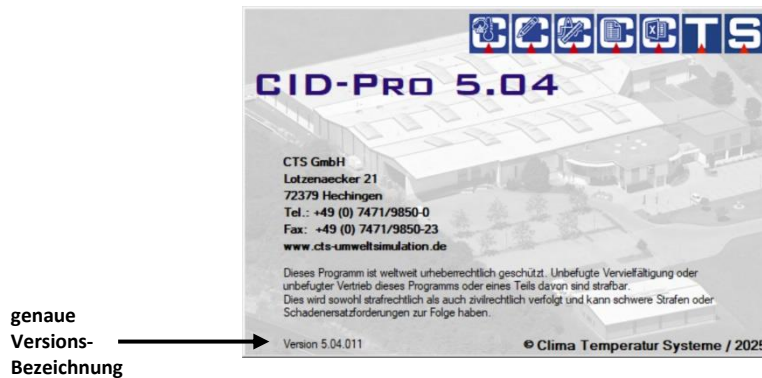 CCCCCTS
CID-PRO 5.04
CTS GmbH
Lotzenaecker 21
72379 Hechingen
Tel.: +49 (0) 7471/9850-0
Fax: +49 (0) 7471/9850-23
www.cts-umweltsimulation.de
Dieses Programm ist weltweit urheberrechtlich geschützt. Unbefugte Vervielfältigung oder
unbefugter Vertrieb dieses Programms oder eines Teils davon sind strafbar.
Dies wird sowohl strafrechtlich als auch zivilrechtlich verfolgt und kann schwere Strafen oder
Schadenersatzforderungen zur Folge haben.
genaue
Versions-
Bezeichnung
Version 5.04.011
© Clima Temperatur Systeme / 2025